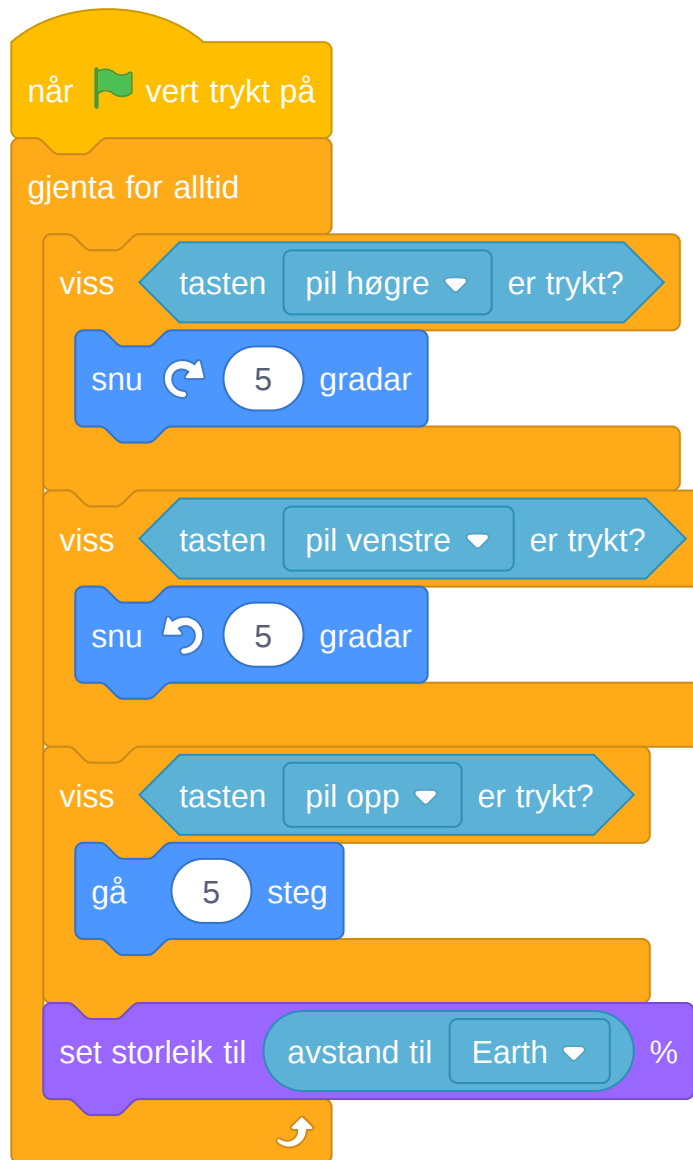 når vert trykt på
gjenta for alltid
viss tasten pil høgre er trykt?
snu 5 gradar
viss tasten pil venstre er trykt?
snu 5 gradar
viss tasten pil opp er trykt?
gå 5 steg
set storleik til avstand til Earth %